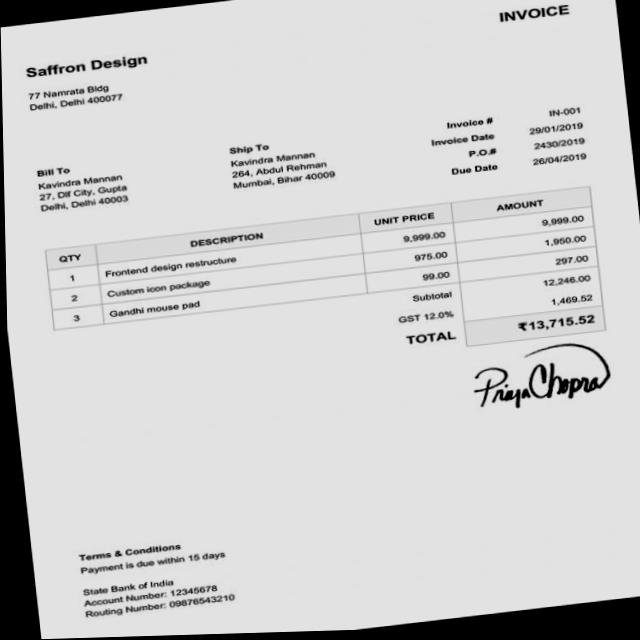 INVOICE
Saffron Design
77 Namrata Bldg
Delhi, Delhi 400077
Bill To
Kavindra Mannan
27, Dlf City, Gupta
Delhi, Delhi 40003
Ship To
Kavindra Mannan
264, Abdul Rehman
Mumbai, Bihar 40009
Invoice # IN-001
Invoice Date 29/01/2019
P.O.# 2430/2019
Due Date 26/04/2019
QTY DESCRIPTION UNIT PRICE AMOUNT
1 Frontend design restructure 9,999.00 9,999.00
2 Custom icon package 975.00 1,950.00
3 Gandhi mouse pad 99.00 297.00
Subtotal 12,246.00
GST 12.0% 1,469.52
TOTAL ₹13,715.52
Priya Chopra
Terms & Conditions
Payment is due within 15 days
State Bank of India
Account Number: 12345678
Routing Number: 09876543210